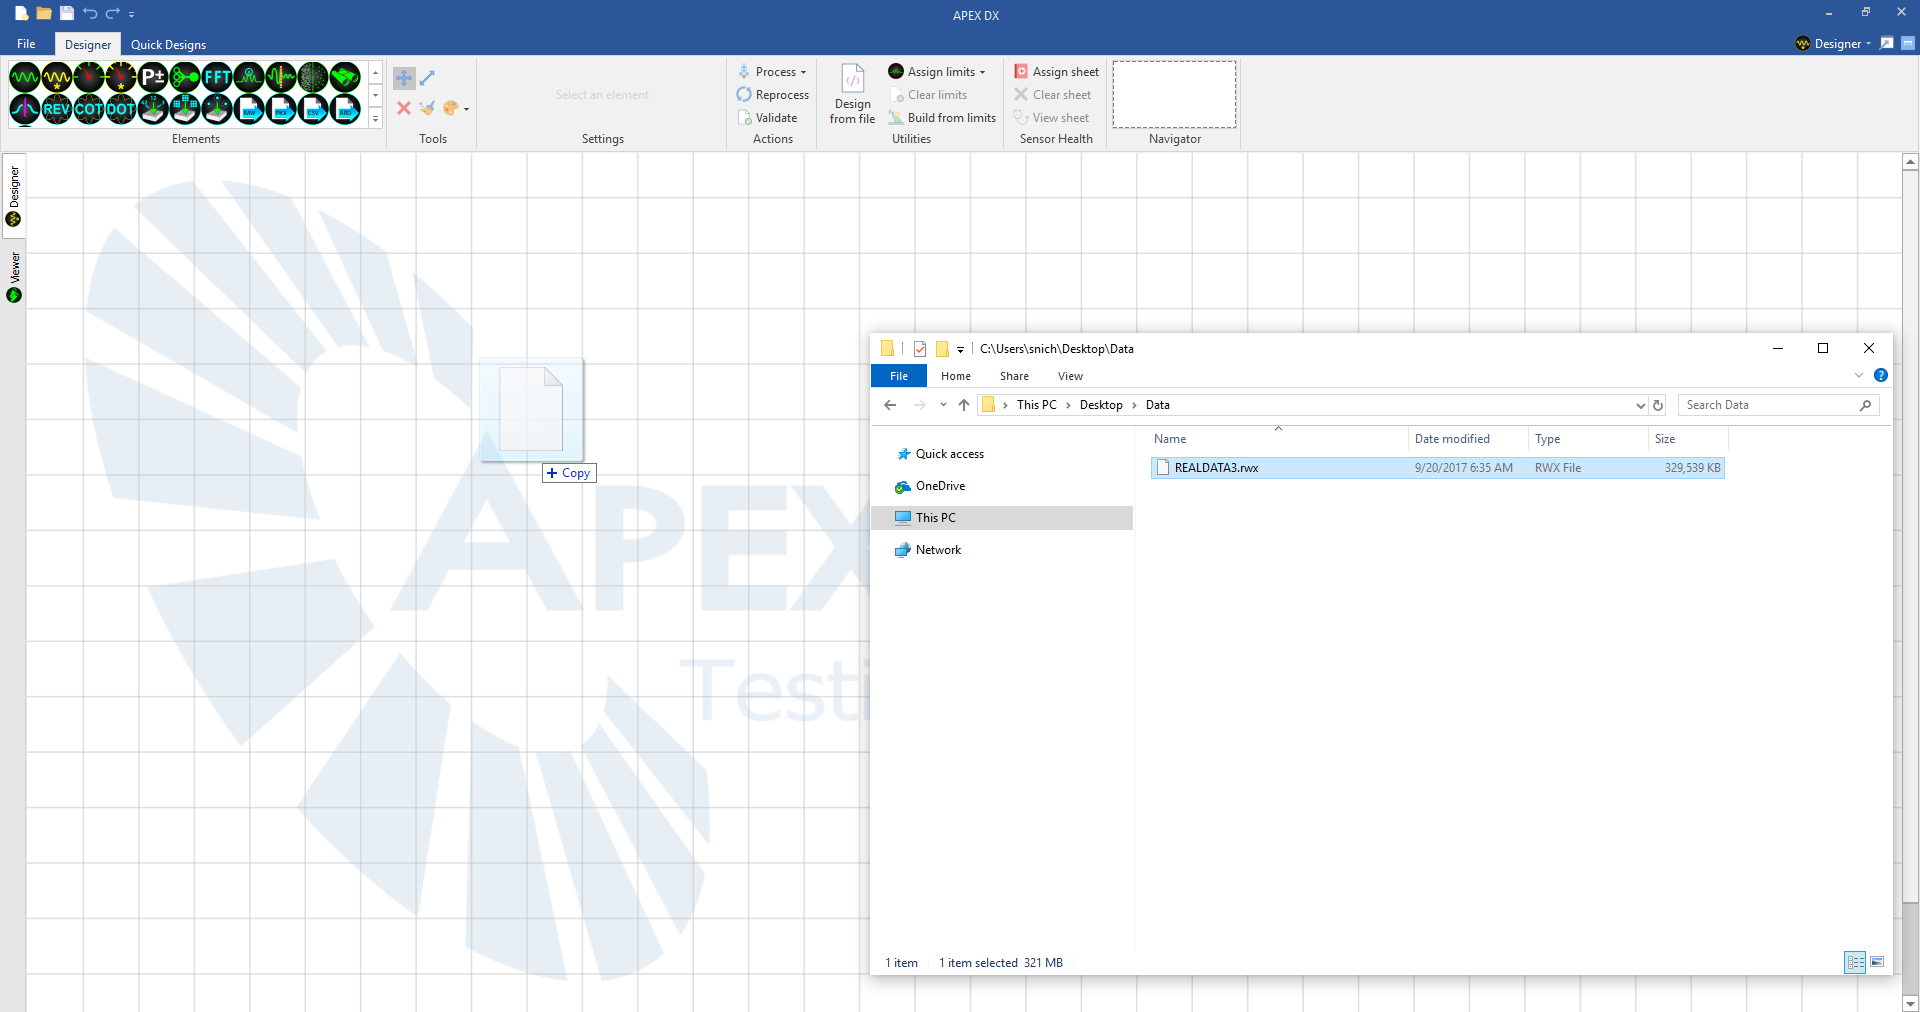 APEX DX
File
Designer
Quick Designs
Designer
P±
FFT
REV
COT
DOT
RAW
PKX
CSV
AND
Elements
Tools
Select an element
Settings
Process
Reprocess
Validate
Actions
Design
from file
Assign limits
Clear limits
Build from limits
Utilities
Assign sheet
Clear sheet
View sheet
Sensor Health
Navigator
Designer
Viewer
Copy
APEX
Testi
C:\Users\snich\Desktop\Data
File
Home
Share
View
This PC
Desktop
Data
Search Data
Name
Date modified
Type
Size
REALDATA3.rwx
9/20/2017 6:35 AM
RWX File
329,539 KB
Quick access
OneDrive
This PC
Network
1 item
1 item selected 321 MB